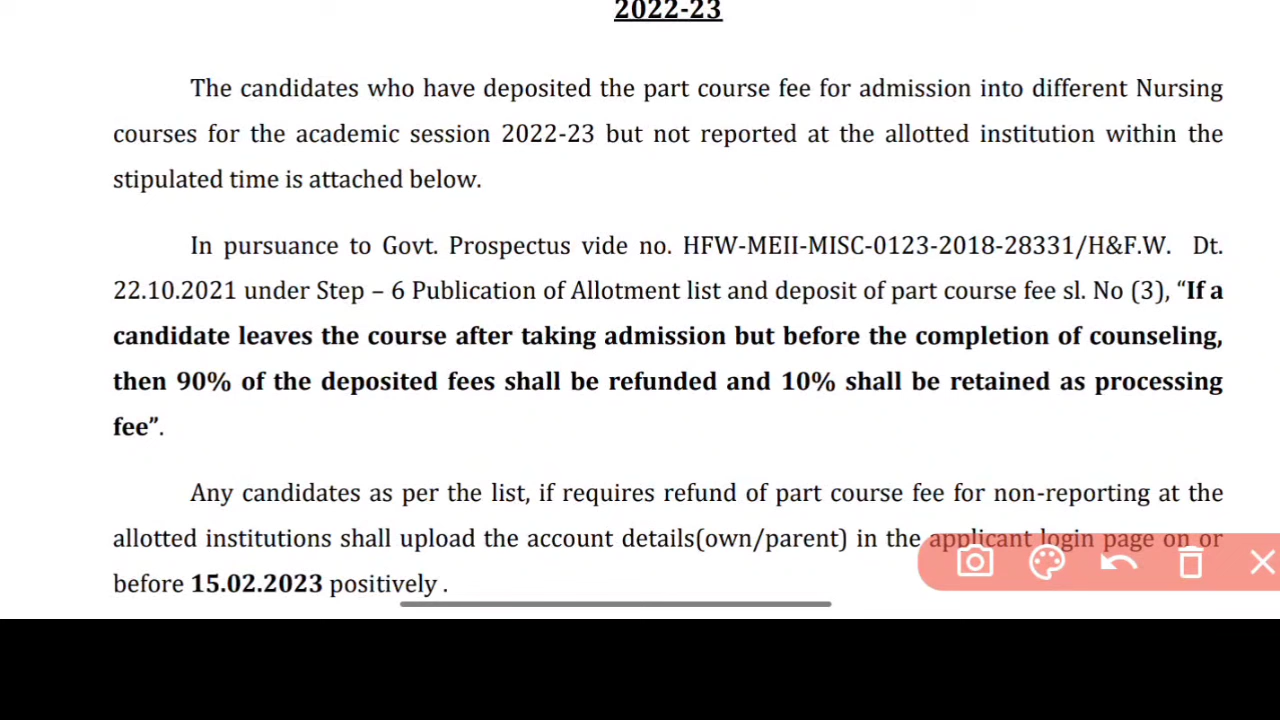 2022-23
The candidates who have deposited the part course fee for admission into different Nursing
courses for the academic session 2022-23 but not reported at the allotted institution within the
stipulated time is attached below.
In pursuance to Govt. Prospectus vide no. HFW-MEII-MISC-0123-2018-28331/H&F.W. Dt.
22.10.2021 under Step – 6 Publication of Allotment list and deposit of part course fee sl. No (3), “If a
candidate leaves the course after taking admission but before the completion of counseling,
then 90% of the deposited fees shall be refunded and 10% shall be retained as processing
fee”.
Any candidates as per the list, if requires refund of part course fee for non-reporting at the
allotted institutions shall upload the account details(own/parent) in the applicant login page on or
before 15.02.2023 positively .